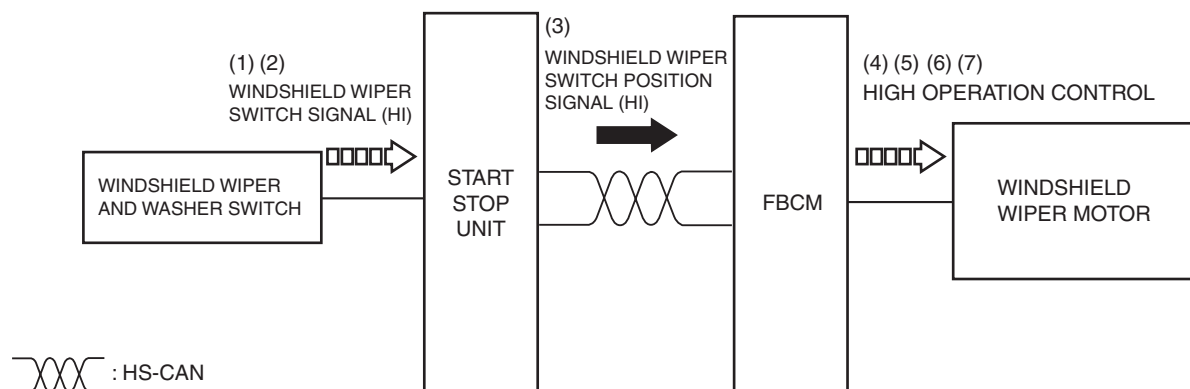 (1) (2)
WINDSHIELD WIPER
SWITCH SIGNAL (HI)
WINDSHIELD WIPER
AND WASHER SWITCH
START
STOP
UNIT
(3)
WINDSHIELD WIPER
SWITCH POSITION
SIGNAL (HI)
FBCM
(4) (5) (6) (7)
HIGH OPERATION CONTROL
WINDSHIELD
WIPER MOTOR
: HS-CAN